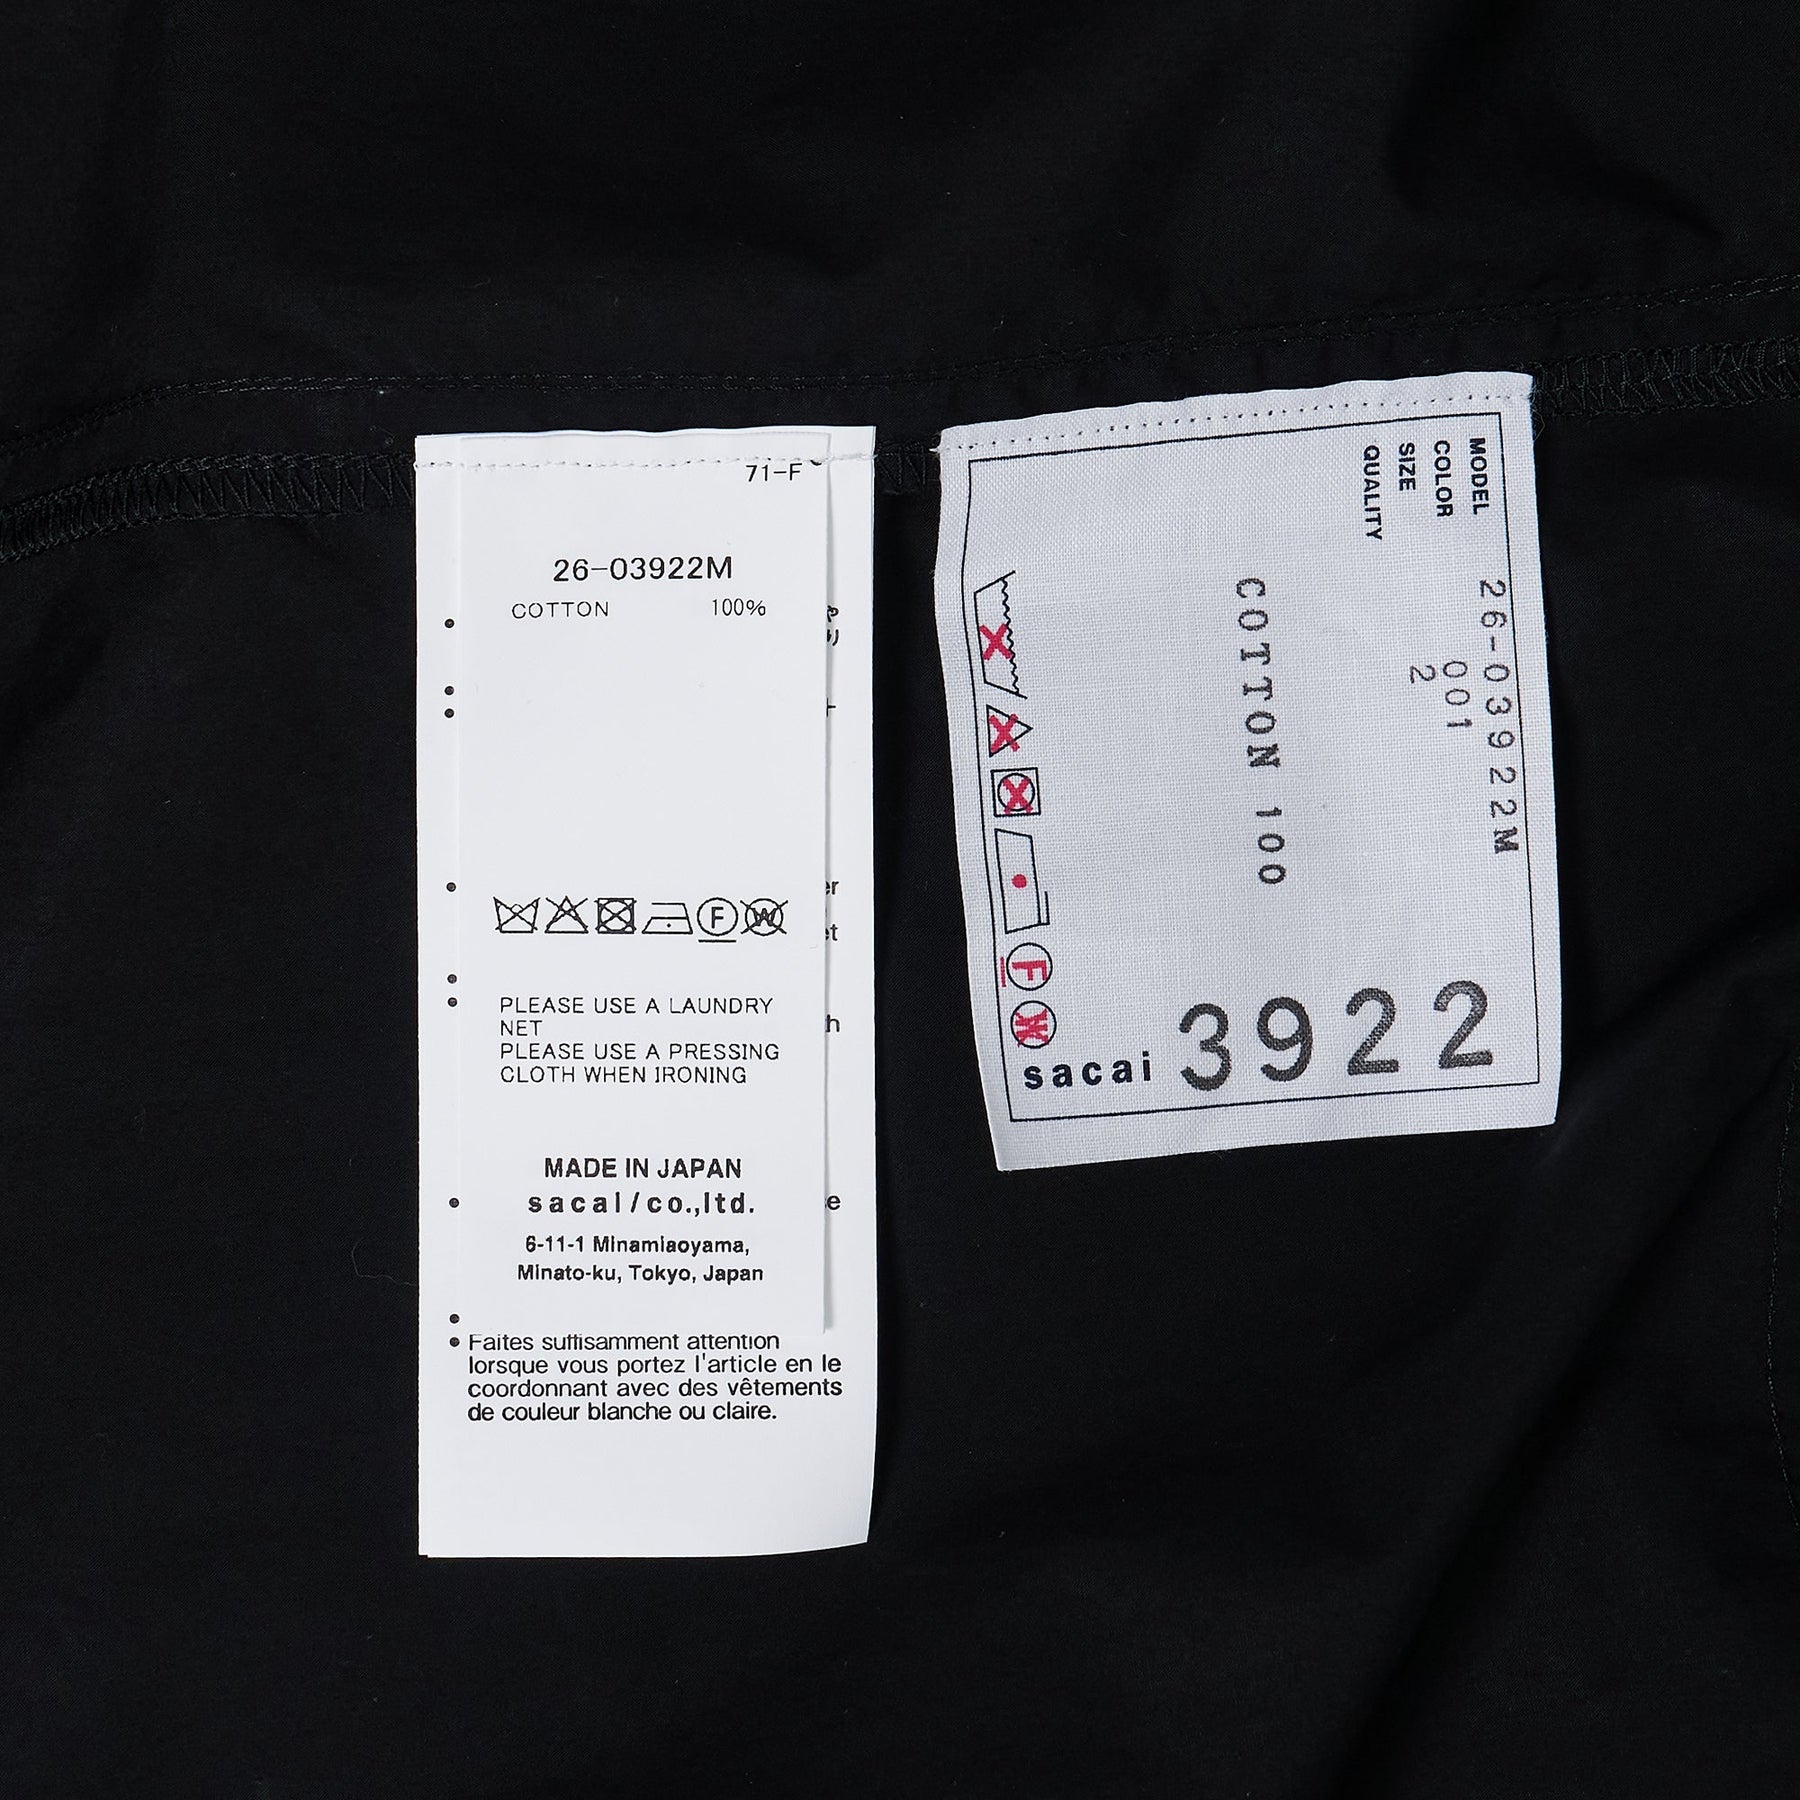 71-F
26-03922M
COTTON 100%
F W
PLEASE USE A LAUNDRY
NET
PLEASE USE A PRESSING
CLOTH WHEN IRONING
MADE IN JAPAN
sacai/co.,ltd.
6-11-1 Minamiaoyama,
Minato-ku, Tokyo, Japan
Faites suffisamment attention
lorsque vous portez l'article en le
coordonnant avec des vêtements
de couleur blanche ou claire.
MODEL 26-03922M
COLOR 001
SIZE 2
QUALITY
COTTON 100
F W
sacai 3922